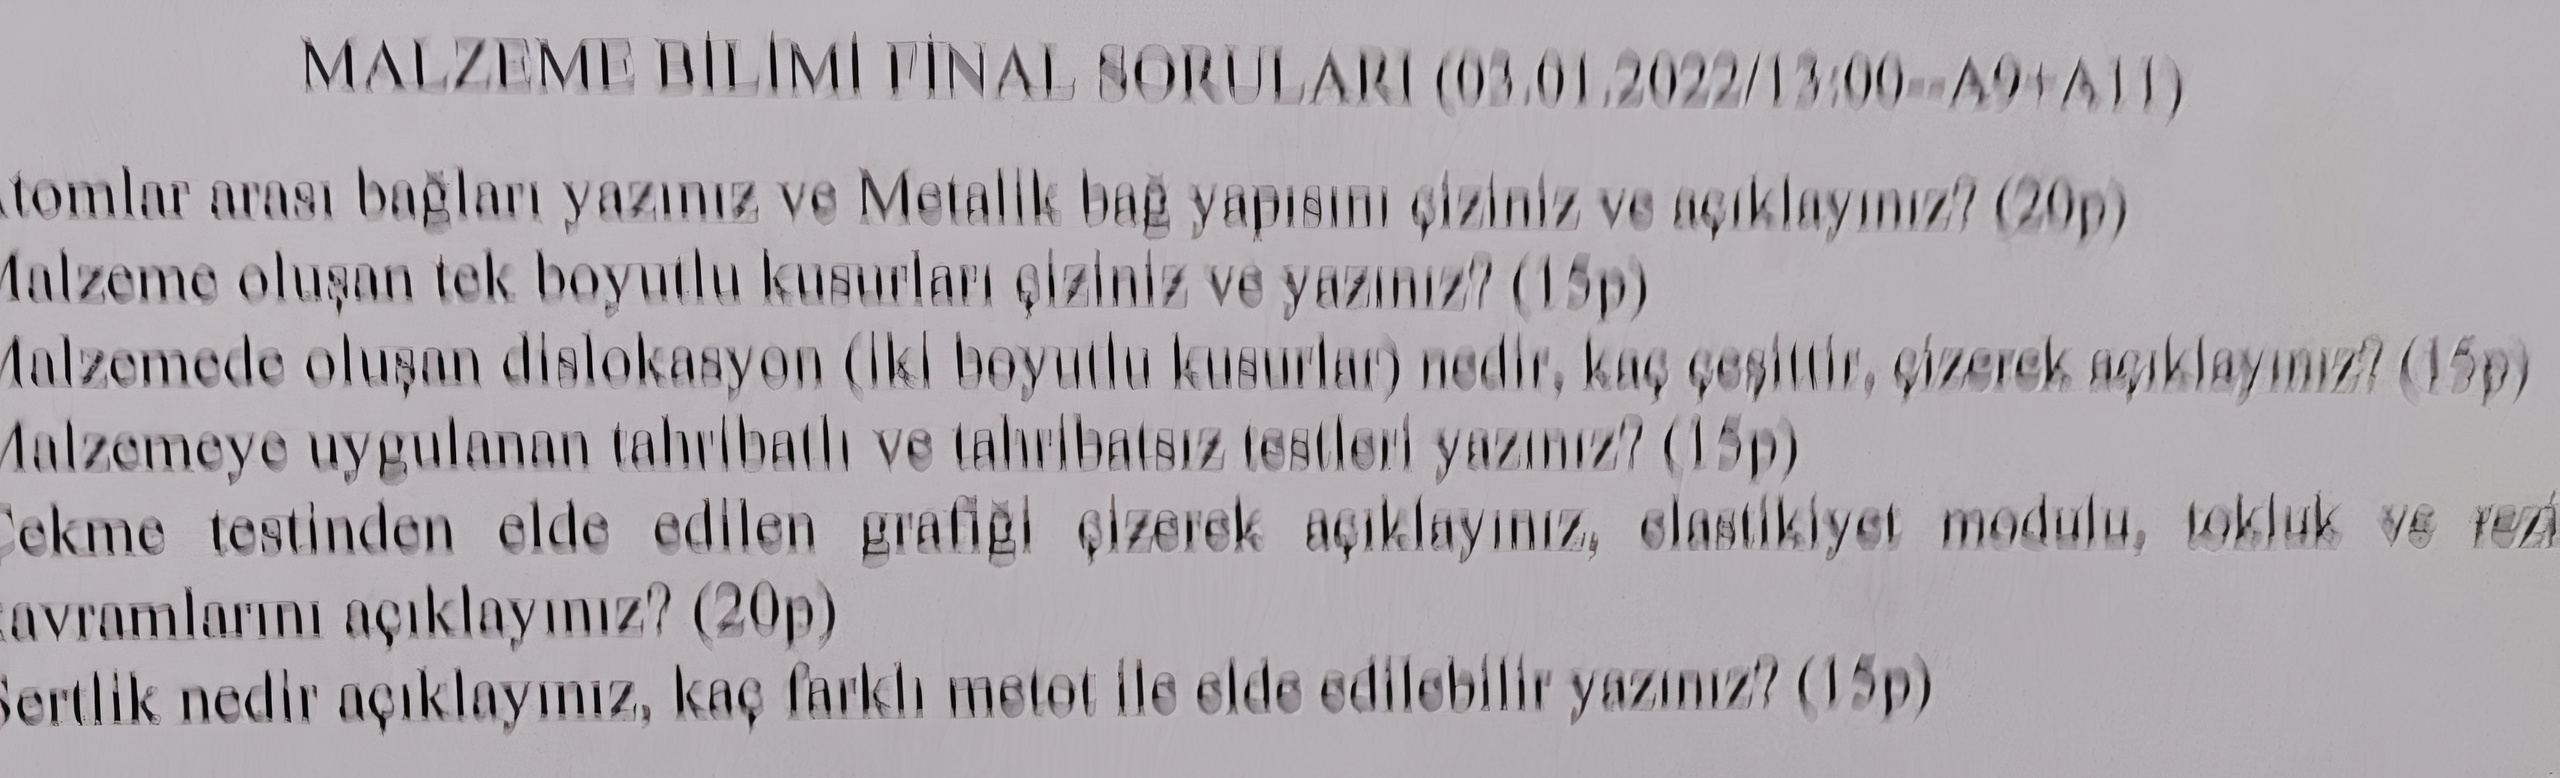 MALZEME BİLİMİ FİNAL SORULARI (03.01.2022/13:00--A9+A11)
tomlar arası bağları yazınız ve Metalik bağ yapısını çiziniz ve açıklayınız? (20p)
Malzeme oluşan tek boyutlu kusurları çiziniz ve yazınız? (15p)
Malzemede oluşan dislokasyon (iki boyutlu kusurlar) nedir, kaç çeşittir, çizerek açıklayınız? (15p)
Malzemeye uygulanan tahribatlı ve tahribatsız testleri yazınız? (15p)
Çekme testinden elde edilen grafiği çizerek açıklayınız, elastikiyet modulu, tokluk ve rezi
kavramlarını açıklayınız? (20p)
Sertlik nedir açıklayınız, kaç farklı metot ile elde edilebilir yazınız? (15p)